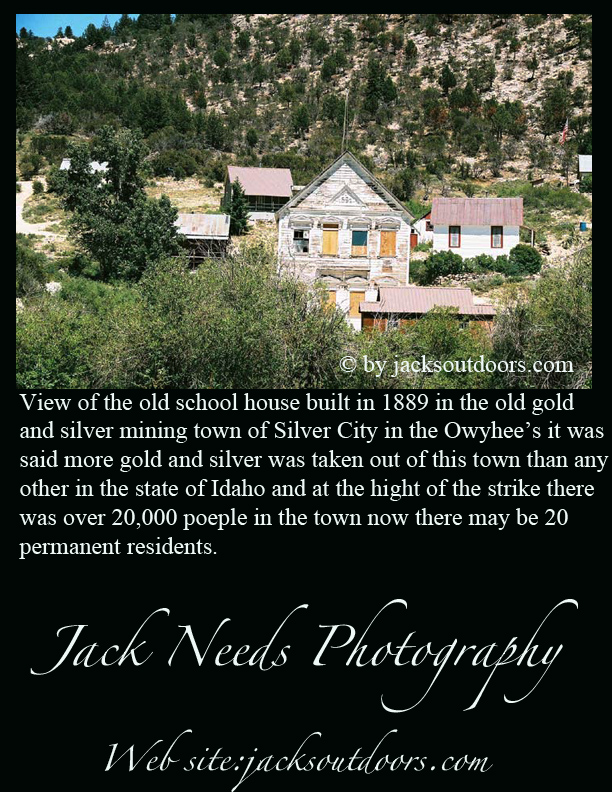 © by jacksoutdoors.com
View of the old school house built in 1889 in the old gold
and silver mining town of Silver City in the Owyhee’s it was
said more gold and silver was taken out of this town than any
other in the state of Idaho and at the hight of the strike there
was over 20,000 poeple in the town now there may be 20
permanent residents.
Jack Needs Photography
Web site:jacksoutdoors.com